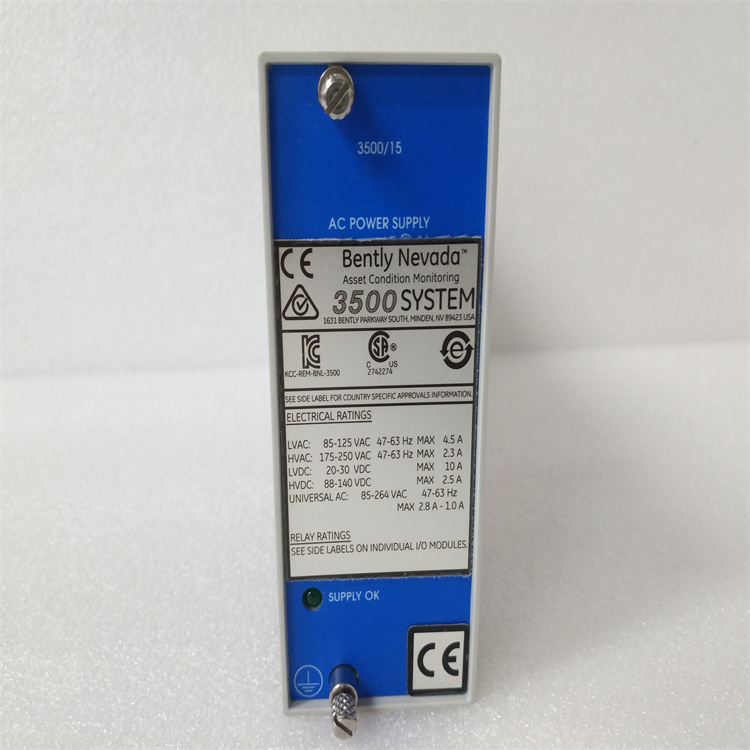 3500/15
AC POWER SUPPLY
CE Bently Nevada™
Asset Condition Monitoring
3500 SYSTEM
1631 BENTLY PARKWAY SOUTH, MINDEN, NV 89423 USA
KCC-REM-BNL-3500
SA ®
C US
2742274
e
SEE SIDE LABEL FOR COUNTRY SPECIFIC APPROVALS INFORMATION.
ELECTRICAL RATINGS
LVAC: 85-125 VAC 47-63 Hz MAX 4.5 A
HVAC: 175-250 VAC 47-63 Hz MAX 2.3 A
LVDC: 20-30 VDC MAX 10 A
HVDC: 88-140 VDC MAX 2.5 A
UNIVERSAL AC: 85-264 VAC 47-63 Hz
MAX 2.8 A - 1.0 A
RELAY RATINGS
SEE SIDE LABELS ON INDIVIDUAL I/O MODULES.
SUPPLY OK
CE